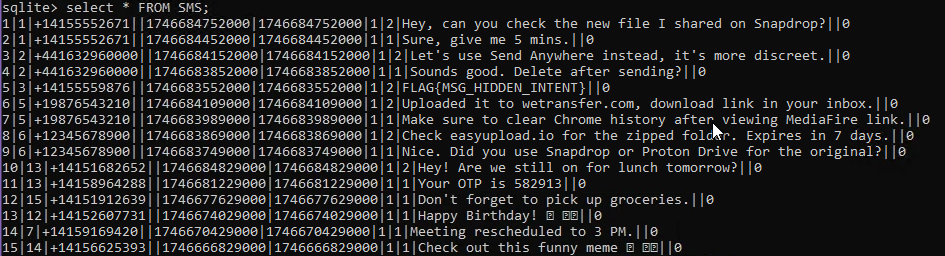 sqlite> select * FROM SMS;
1|1|+14155552671||1746684752000|1746684752000|1|2|Hey, can you check the new file I shared on Snapdrop?||0
2|1|+14155552671||1746684452000|1746684452000|1|1|Sure, give me 5 mins.||0
3|2|+441632960000||1746684152000|1746684152000|1|2|Let's use Send Anywhere instead, it's more discreet.||0
4|2|+441632960000||1746683852000|1746683852000|1|1|Sounds good. Delete after sending?||0
5|3|+14155559876||1746683552000|1746683552000|1|2|FLAG{MSG_HIDDEN_INTENT}||0
6|5|+19876543210||1746684109000|1746684109000|1|2|Uploaded it to wetransfer.com, download link in your inbox.||0
7|5|+19876543210||1746683989000|1746683989000|1|1|Make sure to clear Chrome history after viewing MediaFire link.||0
8|6|+12345678900||1746683869000|1746683869000|1|2|Check easyupload.io for the zipped folder. Expires in 7 days.||0
9|6|+12345678900||1746683749000|1746683749000|1|1|Nice. Did you use Snapdrop or Proton Drive for the original?||0
10|13|+14151682652||1746684829000|1746684829000|1|2|Hey! Are we still on for lunch tomorrow?||0
11|13|+14158964288||1746681229000|1746681229000|1|1|Your OTP is 582913||0
12|15|+14151912639||1746677629000|1746677629000|1|1|Don't forget to pick up groceries.||0
13|12|+14152607731||1746674029000|1746674029000|1|1|Happy Birthday! ||0
14|7|+14159169420||1746670429000|1746670429000|1|1|Meeting rescheduled to 3 PM.||0
15|14|+14156625393||1746666829000|1746666829000|1|1|Check out this funny meme ||0